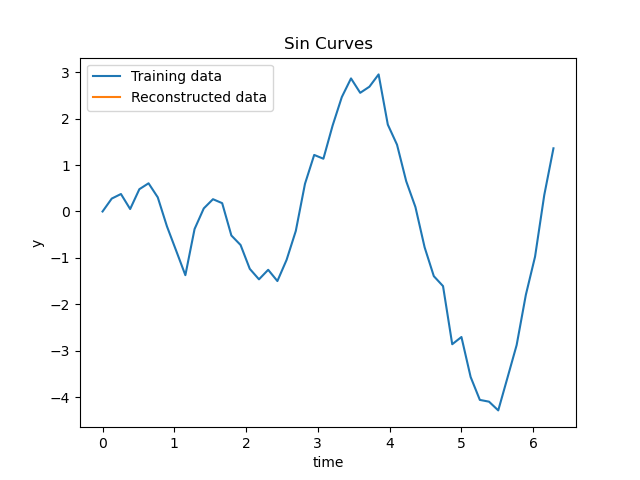 Sin Curves
Training data
Reconstructed data
3
2
1
0
−1
−2
−3
−4
y
0 1 2 3 4 5 6
time